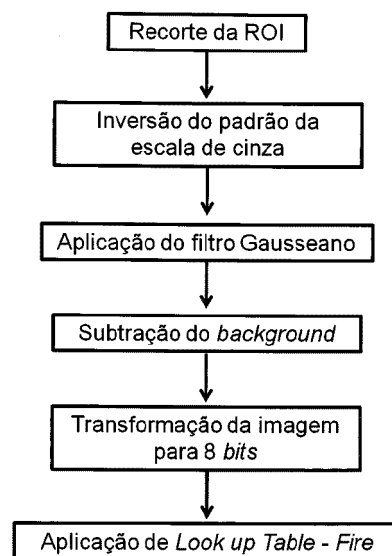 Recorte da ROI
Inversão do padrão da
escala de cinza
Aplicação do filtro Gausseano
Subtração do background
Transformação da imagem
para 8 bits
Aplicação de Look up Table - Fire